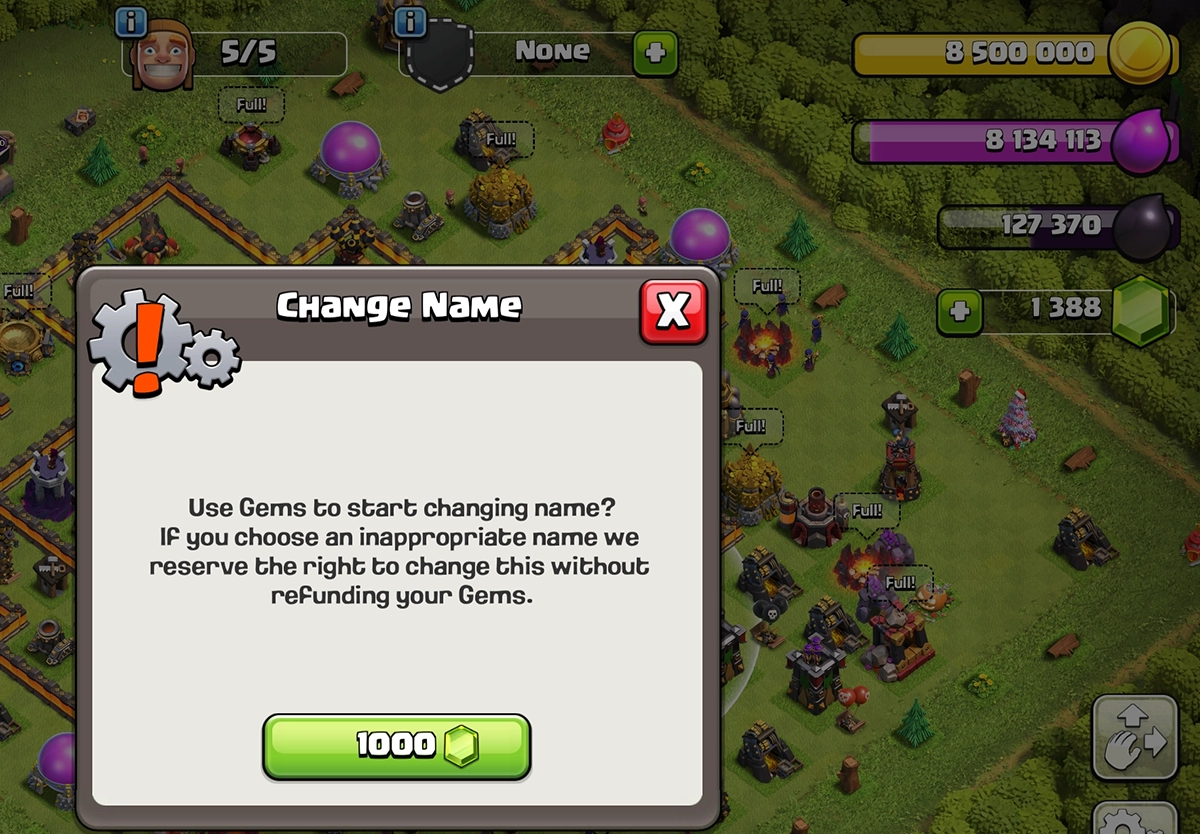 5/5
None
8 500 000
Full!
Full!
8 134 113
127 370
Full!
Full!
1 388
Change Name
X
Full!
Use Gems to start changing name?
If you choose an inappropriate name we
reserve the right to change this without
refunding your Gems.
Full!
Full!
1000